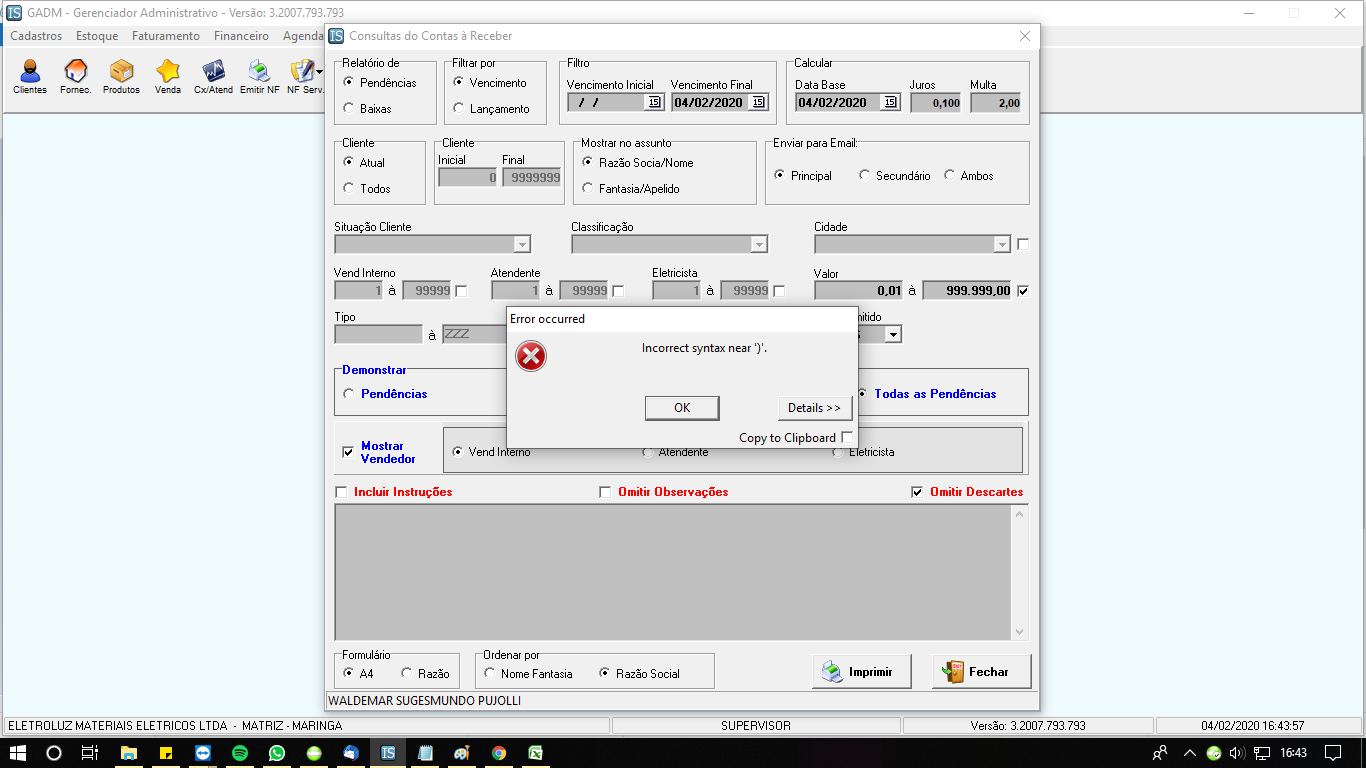 GADM - Gerenciador Administrativo - Versão: 3.2007.793.793
Cadastros Estoque Faturamento Financeiro Agenda
Clientes Fornec. Produtos Venda Cx/Atend Emitir NF NF Serv.
Consultas do Contas à Receber
Relatório de Filtrar por Filtro Calcular
Pendências Vencimento Vencimento Inicial Vencimento Final Data Base Juros Multa
/ / 15 04/02/2020 15 04/02/2020 15 0,100 2,00
Baixas Lançamento
Cliente Cliente Mostrar no assunto Enviar para Email:
Atual Inicial Final Razão Socia/Nome
0 9999999 Principal Secundário Ambos
Todos Fantasia/Apelido
Situação Cliente Classificação Cidade
Vend Interno Atendente Eletricista Valor
1 à 99999 1 à 99999 1 à 99999 0,01 à 999.999,00
Tipo
à ZZZ
Error occurred
Incorrect syntax near ')'.
OK Details >>
Copy to Clipboard
Demonstrar
Pendências Todas as Pendências
Mostrar
Vendedor Vend Interno Atendente Eletricista
Incluir Instruções Omitir Observações Omitir Descartes
Formulário Ordenar por
A4 Razão Nome Fantasia Razão Social Imprimir Fechar
WALDEMAR SUGESMUNDO PUJOLLI
ELETROLUZ MATERIAIS ELETRICOS LTDA - MATRIZ - MARINGA SUPERVISOR Versão: 3.2007.793.793 04/02/2020 16:43:57
16:43